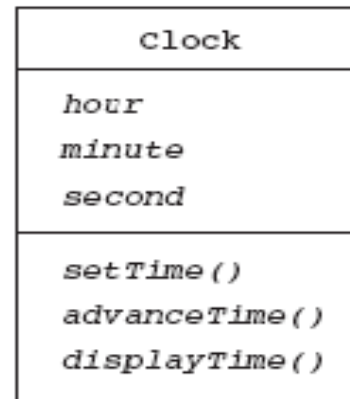 Clock
hour
minute
second
setTime()
advanceTime()
displayTime()